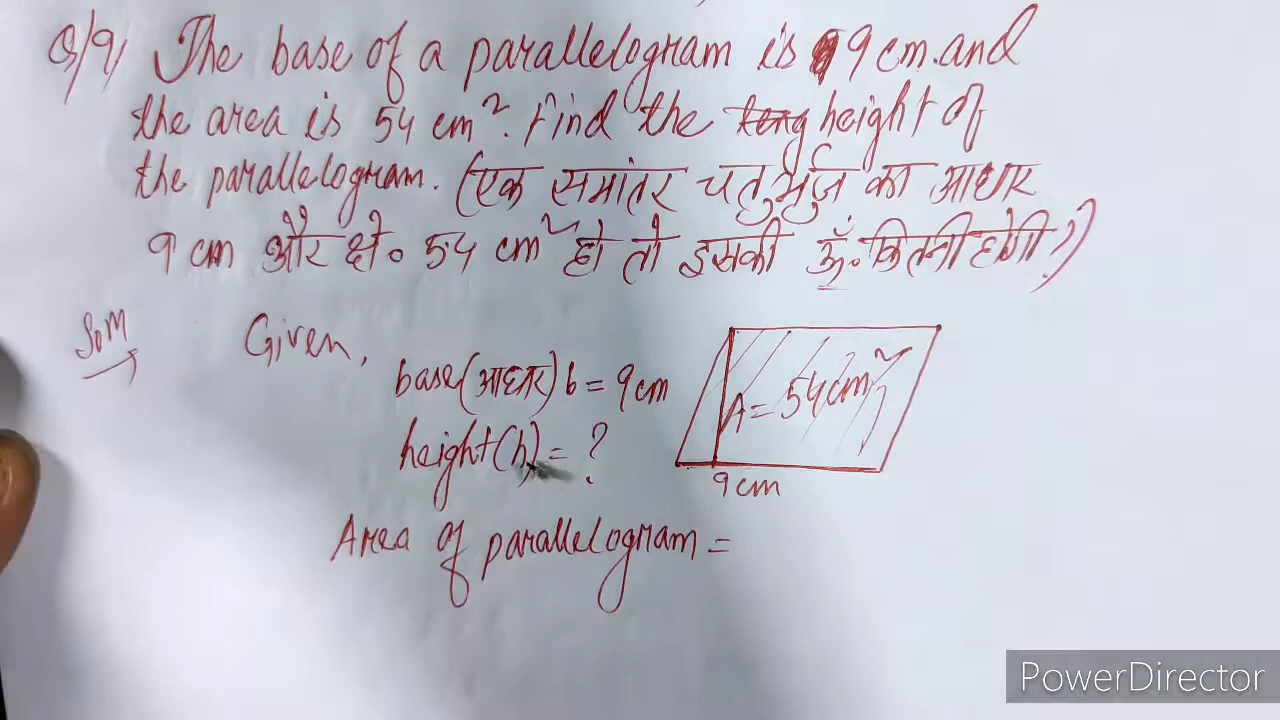 Q/9/ The base of a parallelogram is 9 cm. and
the area is 54 cm². Find the height of
the parallelogram. (एक समांतर चतुर्भुज का आधार
9 cm और क्षे० 54 cm² हो तो इसकी ऊँ० कितनी होगी?)
Solⁿ Given,
base (आधार) b = 9 cm
A = 54 cm²
height (h) = ?
9 cm
Area of parallelogram =
PowerDirector